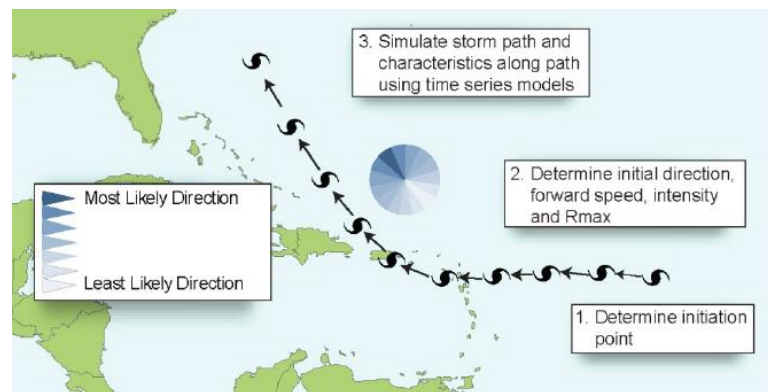 3. Simulate storm path and
characteristics along path
using time series models
Most Likely Direction
Least Likely Direction
2. Determine initial direction,
forward speed, intensity
and Rmax
1. Determine initiation
point